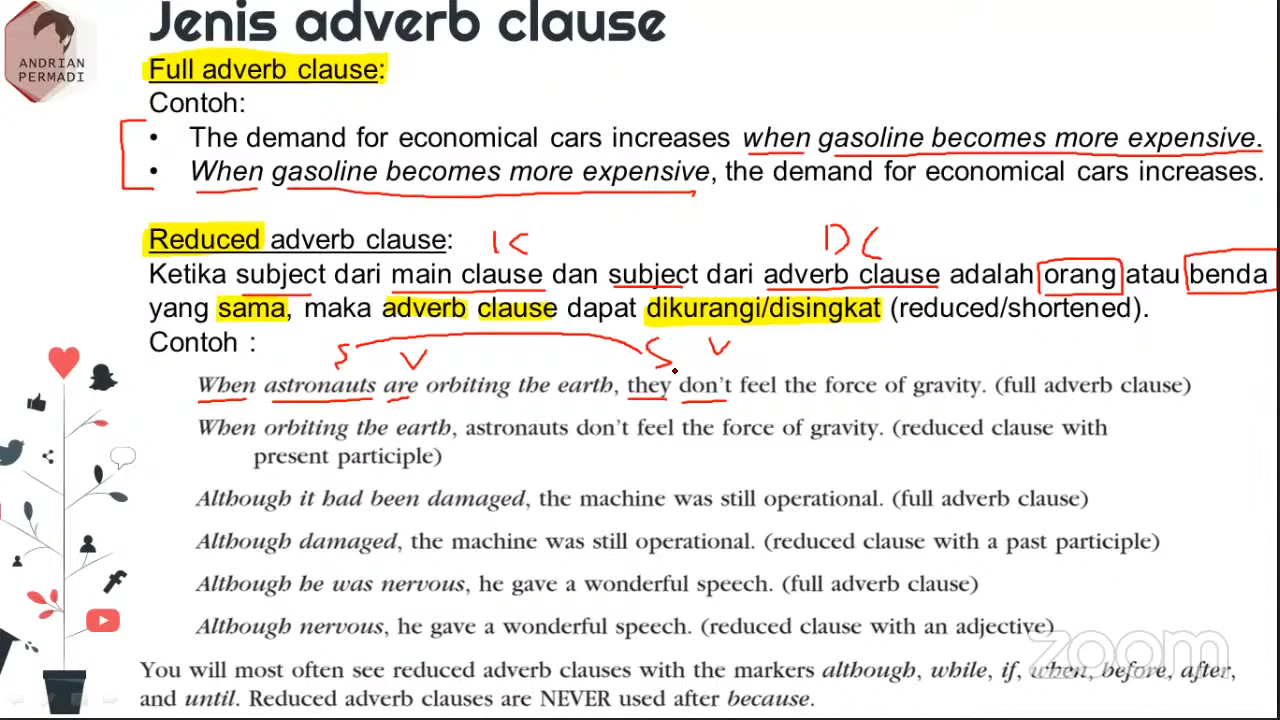 Jenis adverb clause
ANDRIAN
PERMADI
Full adverb clause:
Contoh:
• The demand for economical cars increases when gasoline becomes more expensive.
• When gasoline becomes more expensive, the demand for economical cars increases.
Reduced adverb clause:
IC DC
Ketika subject dari main clause dan subject dari adverb clause adalah orang atau benda
yang sama, maka adverb clause dapat dikurangi/disingkat (reduced/shortened).
Contoh :
S V S V
When astronauts are orbiting the earth, they don't feel the force of gravity. (full adverb clause)
When orbiting the earth, astronauts don't feel the force of gravity. (reduced clause with
present participle)
Although it had been damaged, the machine was still operational. (full adverb clause)
Although damaged, the machine was still operational. (reduced clause with a past participle)
Although he was nervous, he gave a wonderful speech. (full adverb clause)
Although nervous, he gave a wonderful speech. (reduced clause with an adjective)
zoom
You will most often see reduced adverb clauses with the markers although, while, if, when, before, after,
and until. Reduced adverb clauses are NEVER used after because.